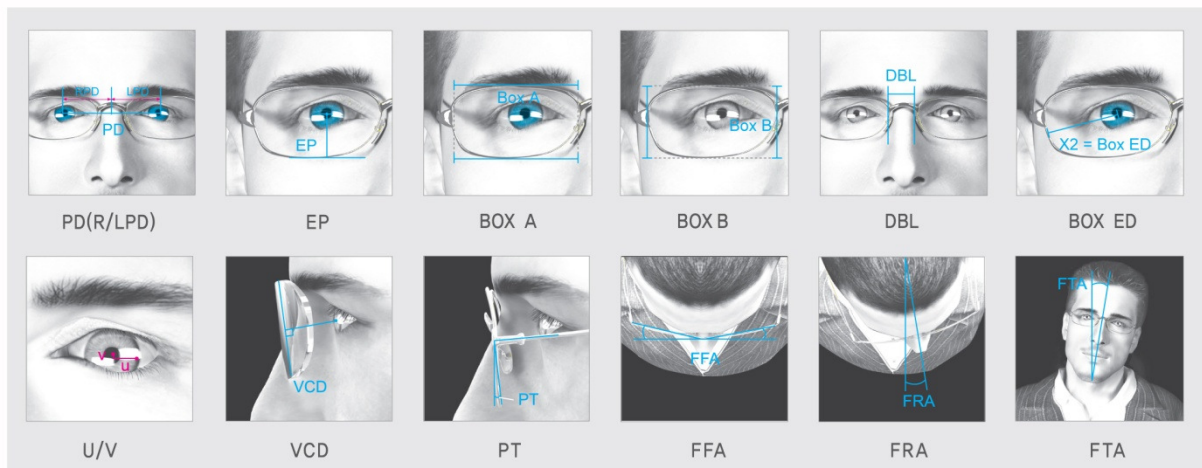 RPD LPD
PD
EP
Box A
Box B
DBL
X2 = Box ED
PD(R/LPD) EP BOX A BOX B DBL BOX ED
V
U
VCD
PT
FFA
FRA
FTA
U/V VCD PT FFA FRA FTA